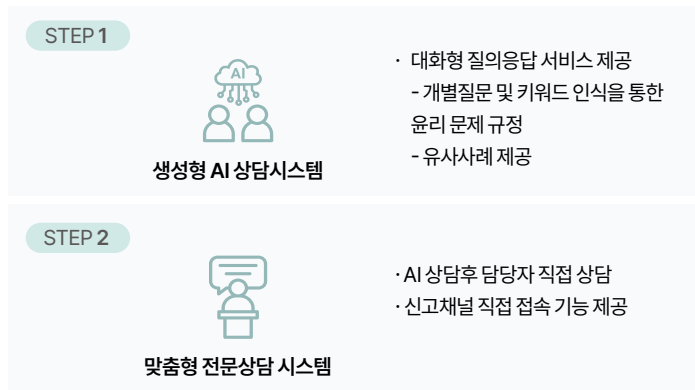 STEP 1
AI
생성형 AI 상담시스템
· 대화형 질의응답 서비스 제공
- 개별질문 및 키워드 인식을 통한
윤리 문제 규정
- 유사사례 제공
STEP 2
맞춤형 전문상담 시스템
· AI 상담후 담당자 직접 상담
· 신고채널 직접 접속 기능 제공